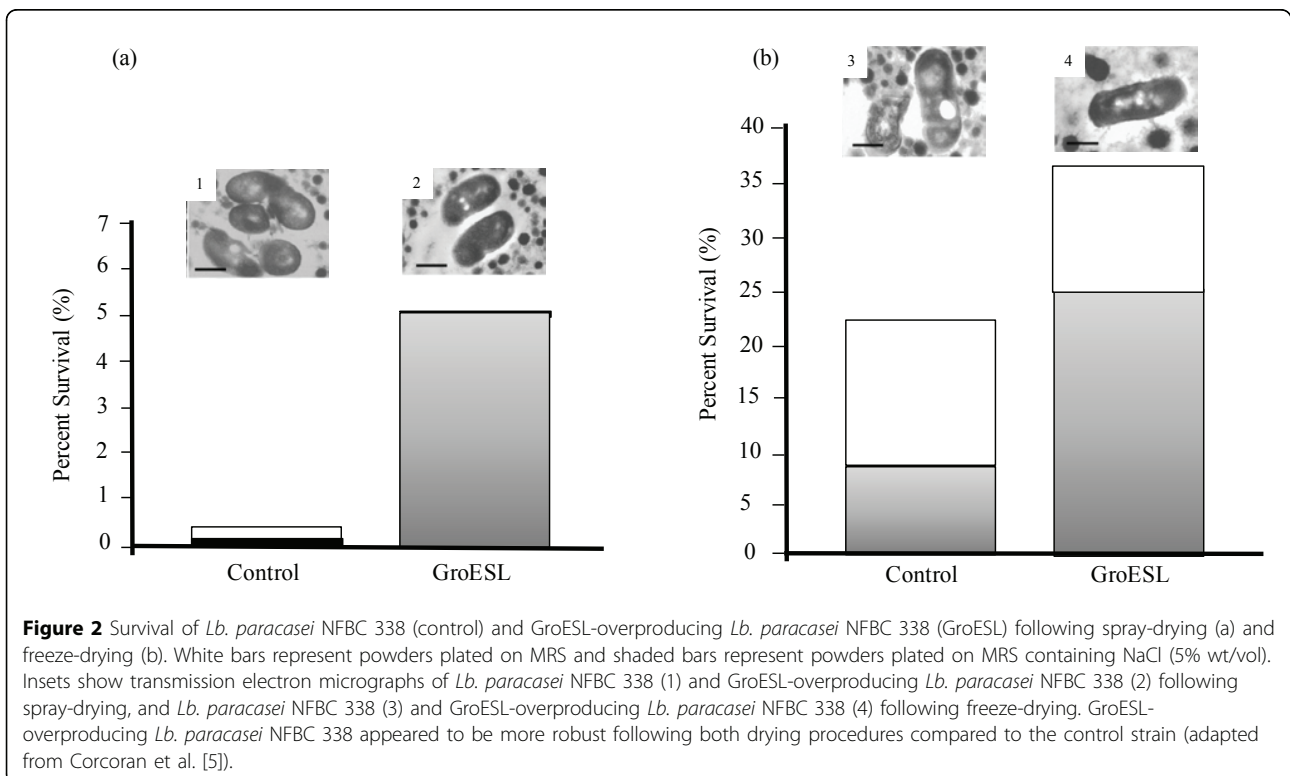 (a)
1
2
7
6
5
4
3
2
1
0
Percent Survival (%)
Control
GroESL
(b)
3
4
40
35
30
25
20
15
10
5
0
Percent Survival (%)
Control
GroESL
Figure 2 Survival of Lb. paracasei NFBC 338 (control) and GroESL-overproducing Lb. paracasei NFBC 338 (GroESL) following spray-drying (a) and
freeze-drying (b). White bars represent powders plated on MRS and shaded bars represent powders plated on MRS containing NaCl (5% wt/vol).
Insets show transmission electron micrographs of Lb. paracasei NFBC 338 (1) and GroESL-overproducing Lb. paracasei NFBC 338 (2) following
spray-drying, and Lb. paracasei NFBC 338 (3) and GroESL-overproducing Lb. paracasei NFBC 338 (4) following freeze-drying. GroESL-
overproducing Lb. paracasei NFBC 338 appeared to be more robust following both drying procedures compared to the control strain (adapted
from Corcoran et al. [5]).